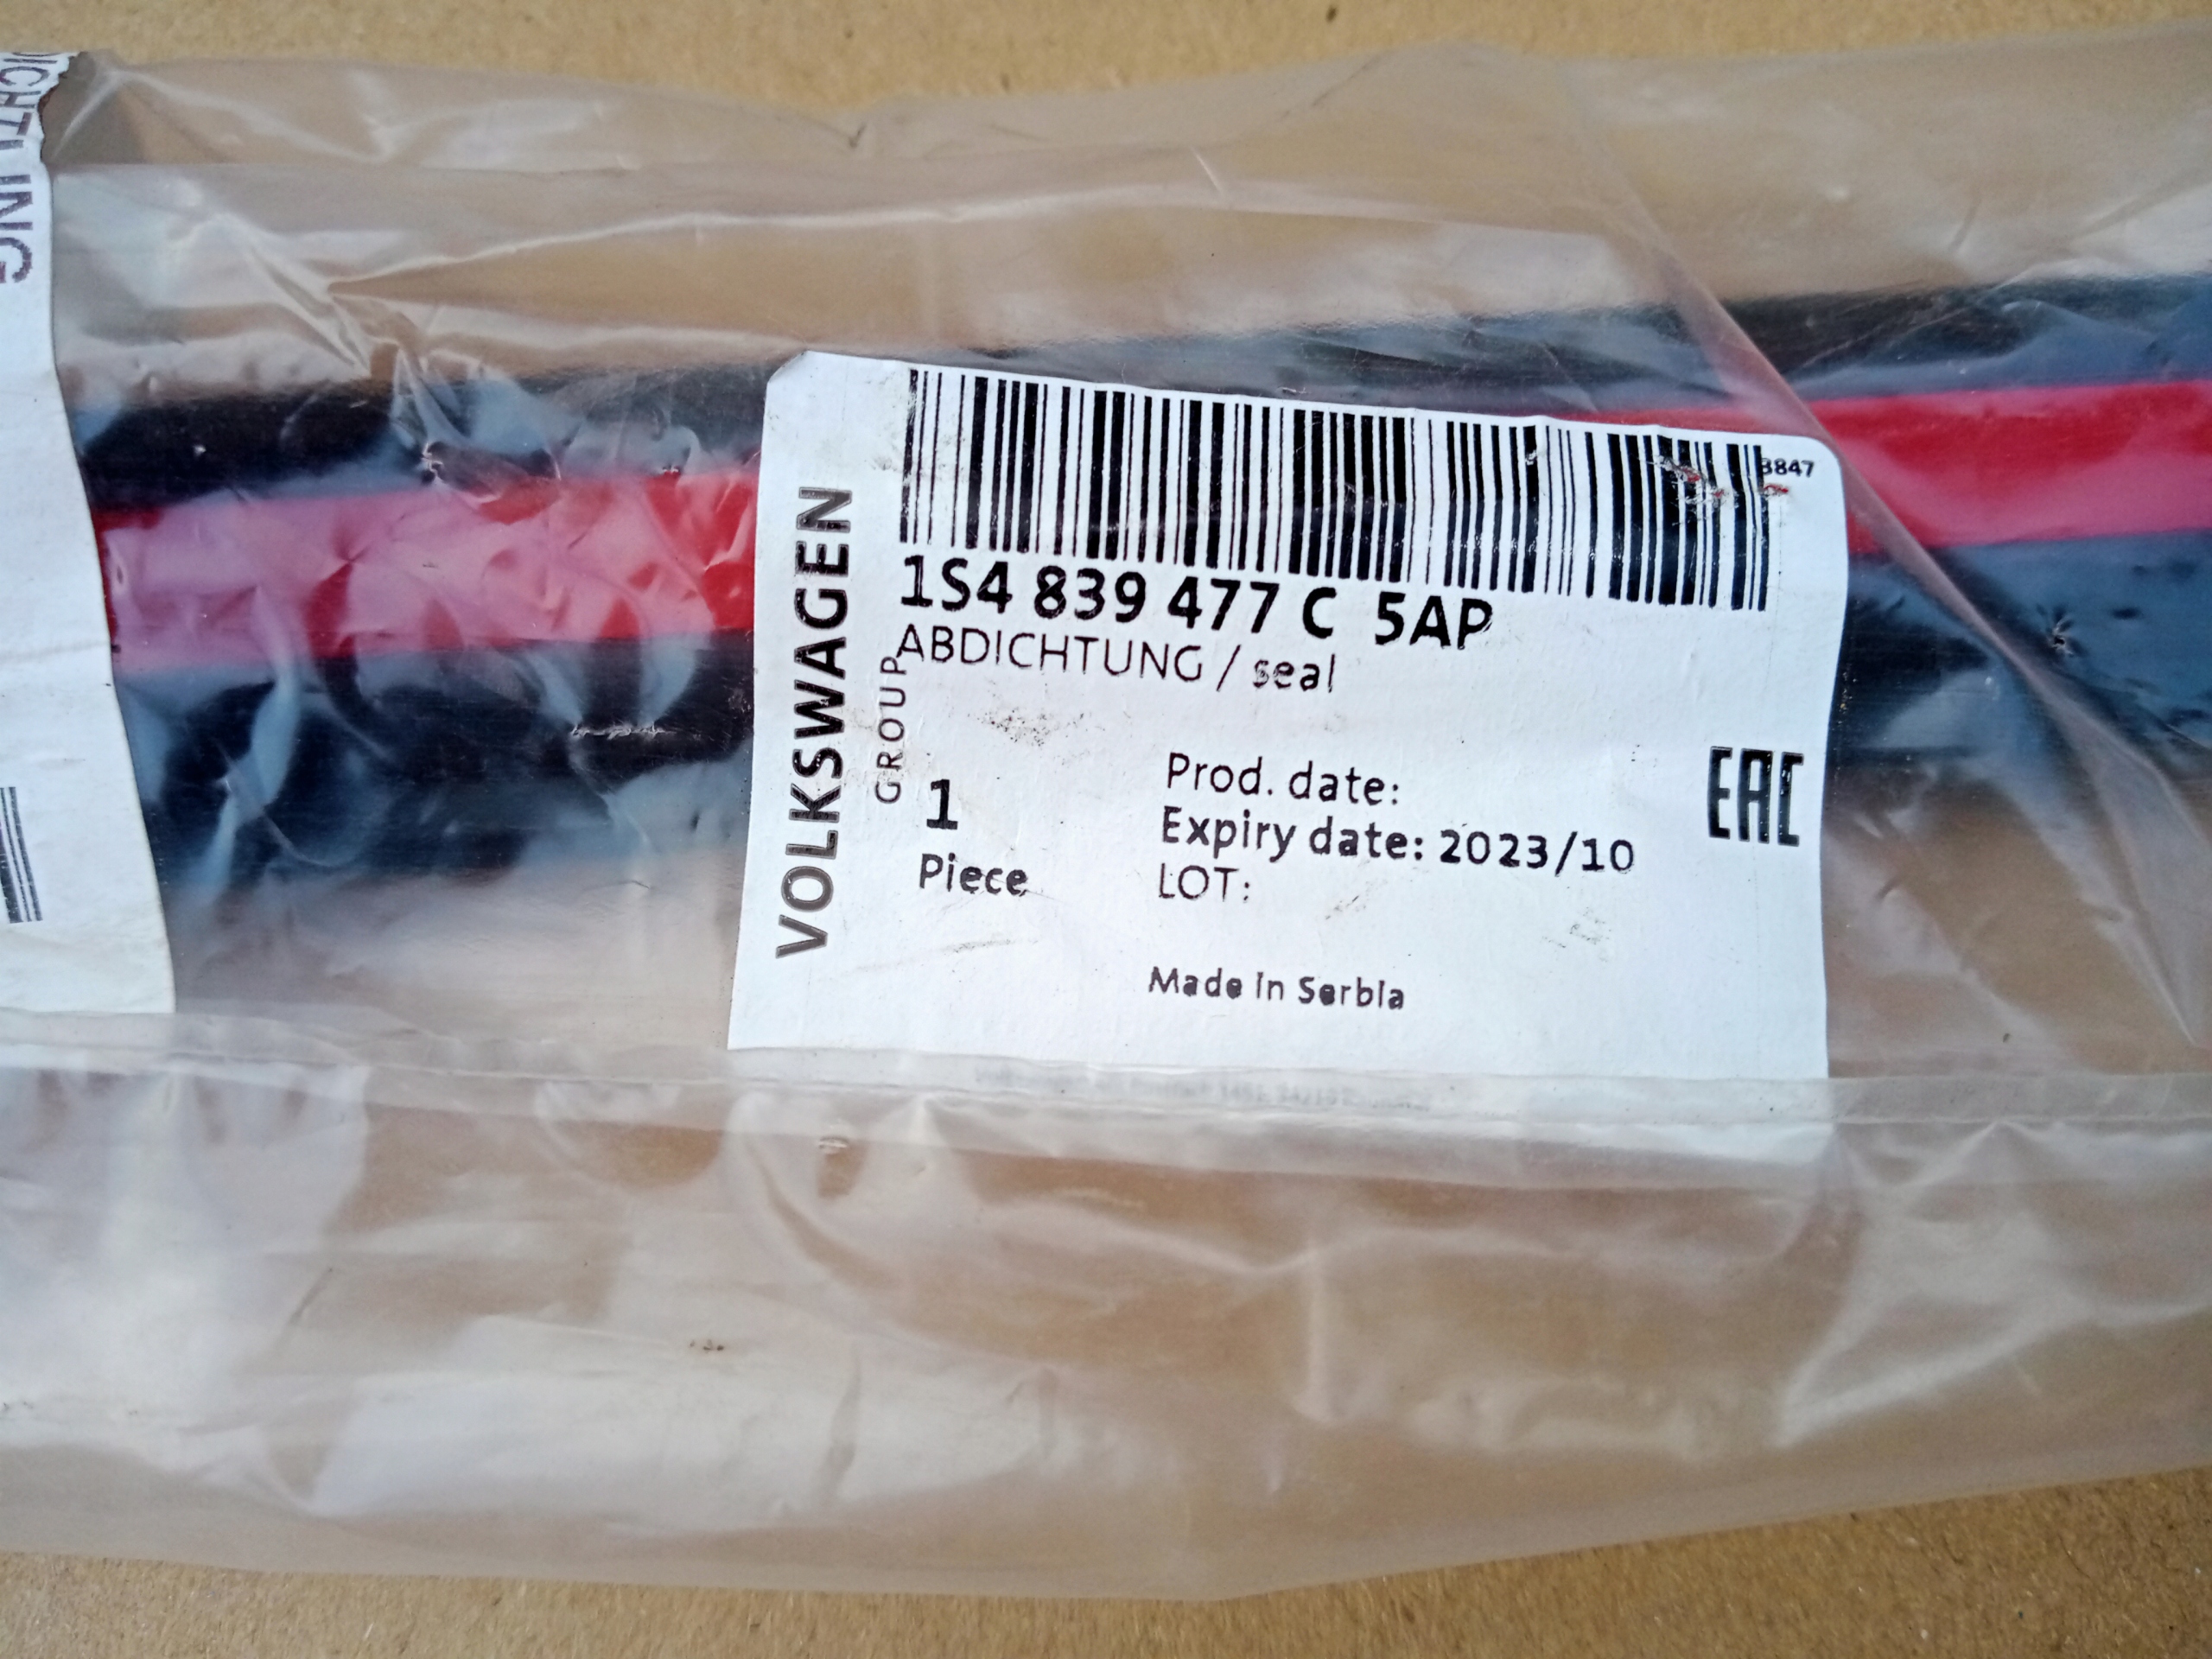 VOLKSWAGEN
GROUP
3847
1S4 839 477 C 5AP
ABDICHTUNG / seal
1
Piece
Prod. date:
Expiry date: 2023/10
LOT:
EAC
Made in Serbia